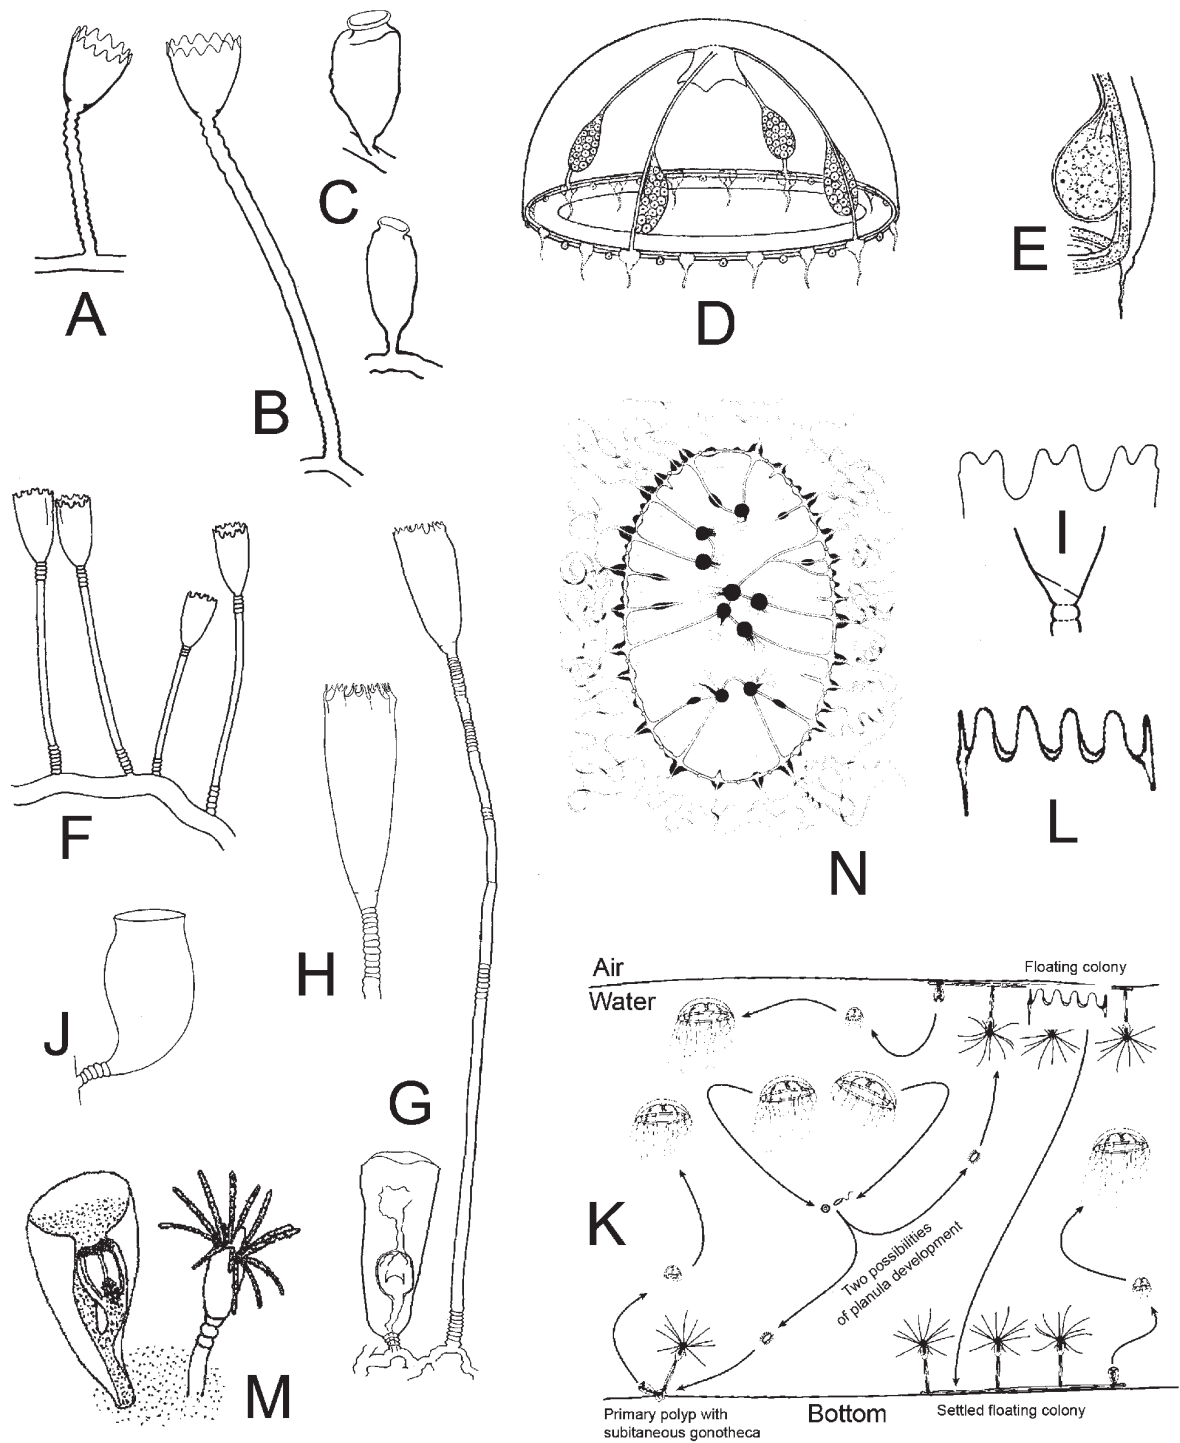 A
B
C
D
E
F
G
H
I
L
N
J
M
K
Air
Water
Floating colony
Two possibilities
of planula development
Primary polyp with
subitaneous gonotheca
Bottom
Settled floating colony